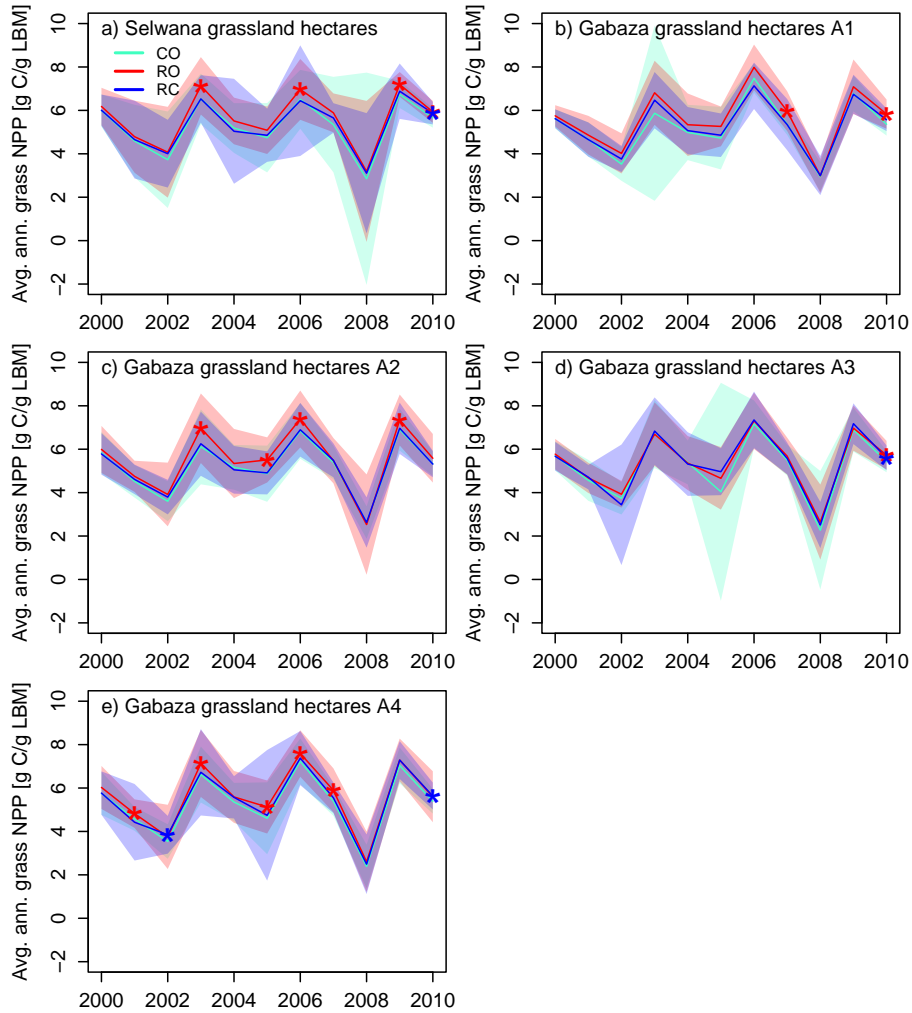 a) Selwana grassland hectares
CO
RO
RC
Avg. ann. grass NPP [g C/g LBM]
10
8
6
4
2
0
−2
2000 2002 2004 2006 2008 2010
b) Gabaza grassland hectares A1
Avg. ann. grass NPP [g C/g LBM]
10
8
6
4
2
0
−2
2000 2002 2004 2006 2008 2010
c) Gabaza grassland hectares A2
Avg. ann. grass NPP [g C/g LBM]
10
8
6
4
2
0
−2
2000 2002 2004 2006 2008 2010
d) Gabaza grassland hectares A3
Avg. ann. grass NPP [g C/g LBM]
10
8
6
4
2
0
−2
2000 2002 2004 2006 2008 2010
e) Gabaza grassland hectares A4
Avg. ann. grass NPP [g C/g LBM]
10
8
6
4
2
0
−2
2000 2002 2004 2006 2008 2010